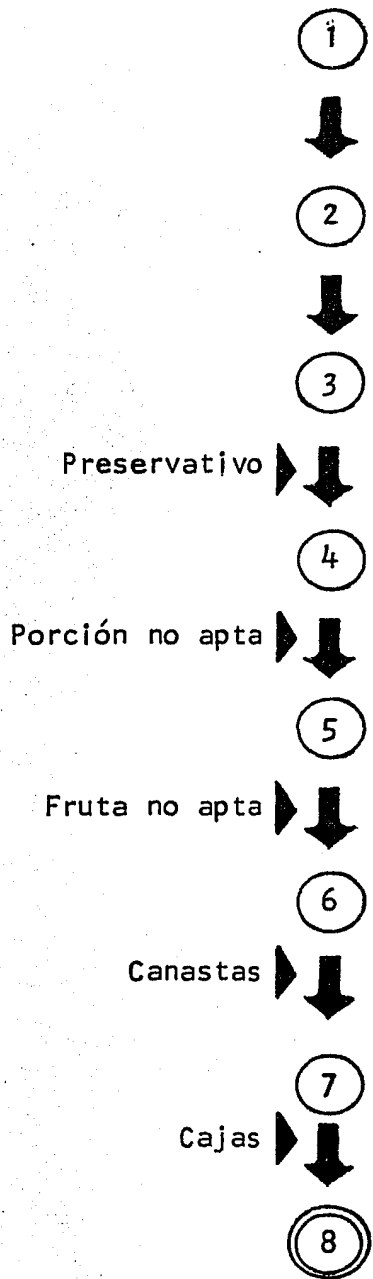 1
2
3
Preservativo
4
Porción no apta
5
Fruta no apta
6
Canastas
7
Cajas
8